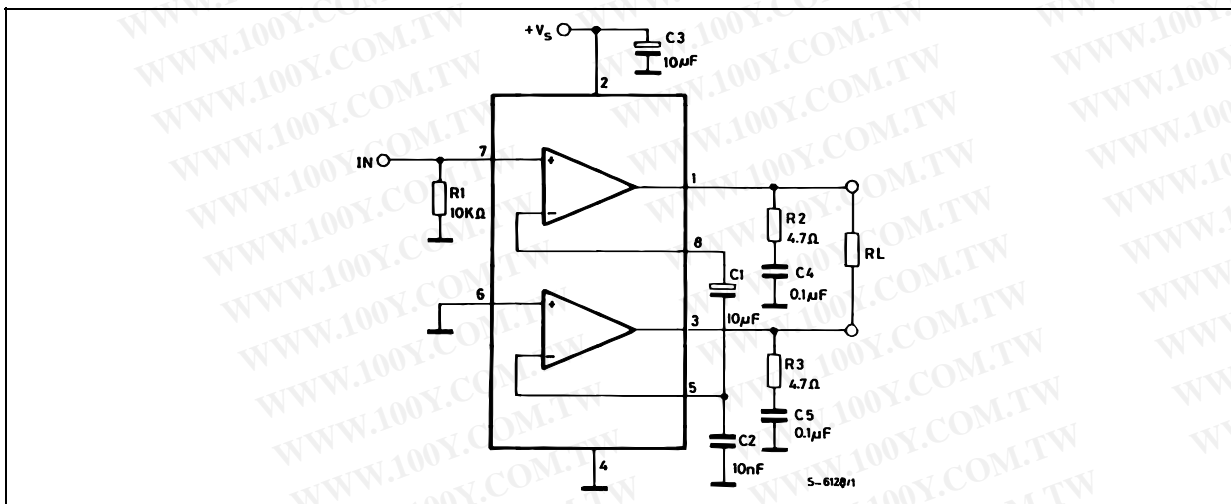 +Vs
C3
10µF
2
IN
7
+
R1
10KΩ
−
1
R2
4.7Ω
RL
8
C1
C4
0.1µF
6
+
10µF
3
−
R3
4.7Ω
5
C5
0.1µF
C2
10nF
4
S-6128/1
WWW.100Y.COM.TW